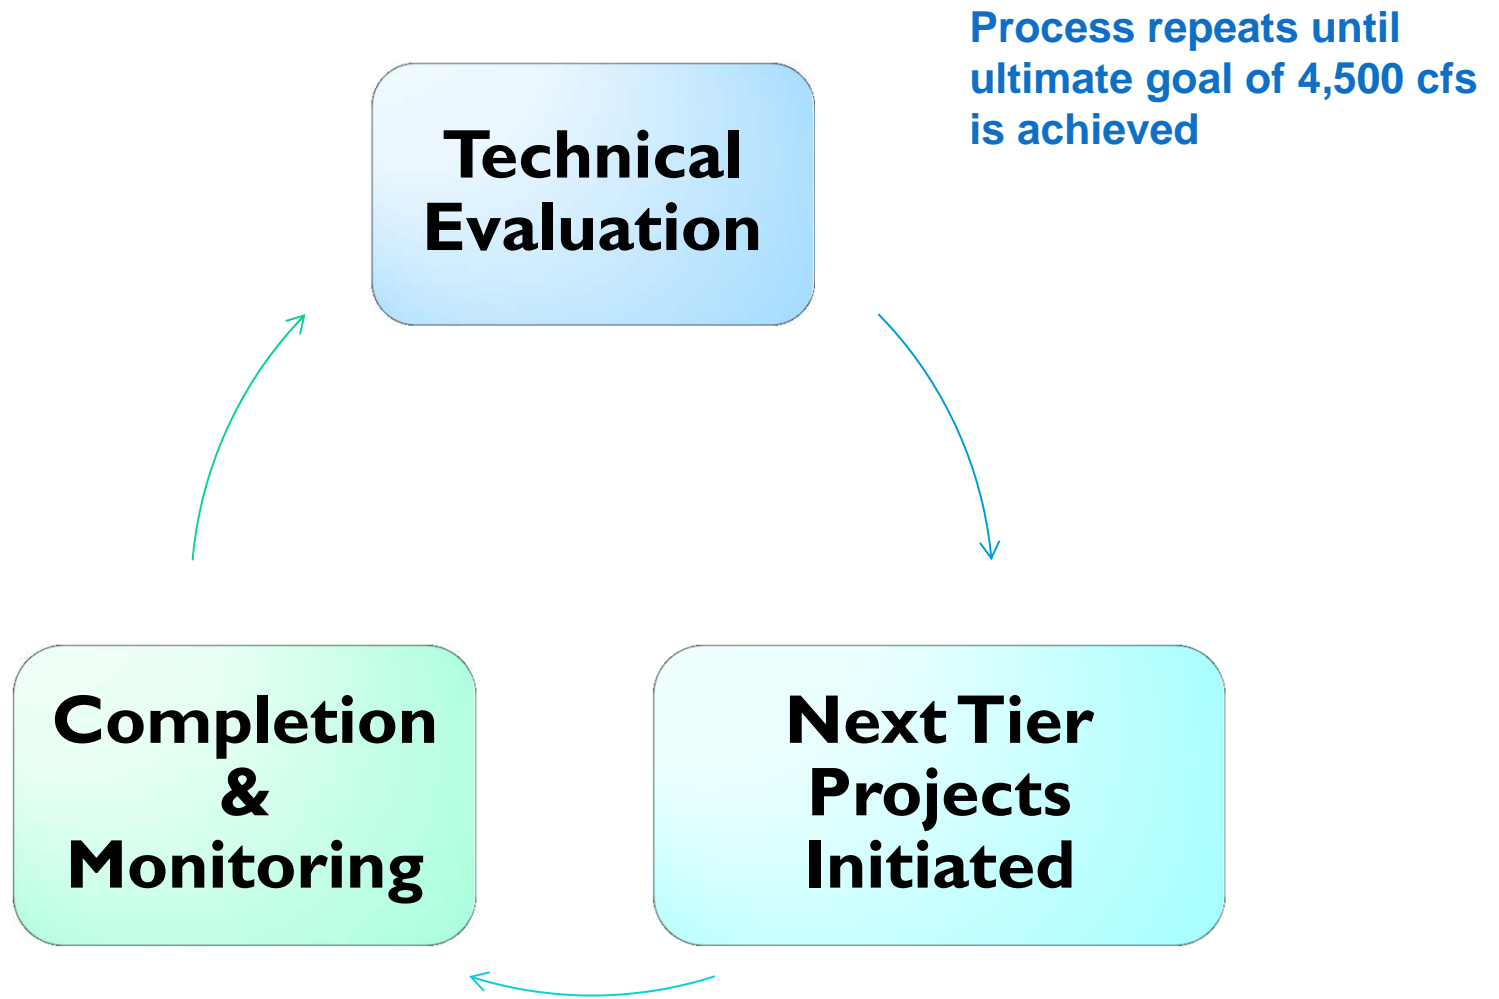 Process repeats until
ultimate goal of 4,500 cfs
is achieved
Technical
Evaluation
Next Tier
Projects
Initiated
Completion
&
Monitoring